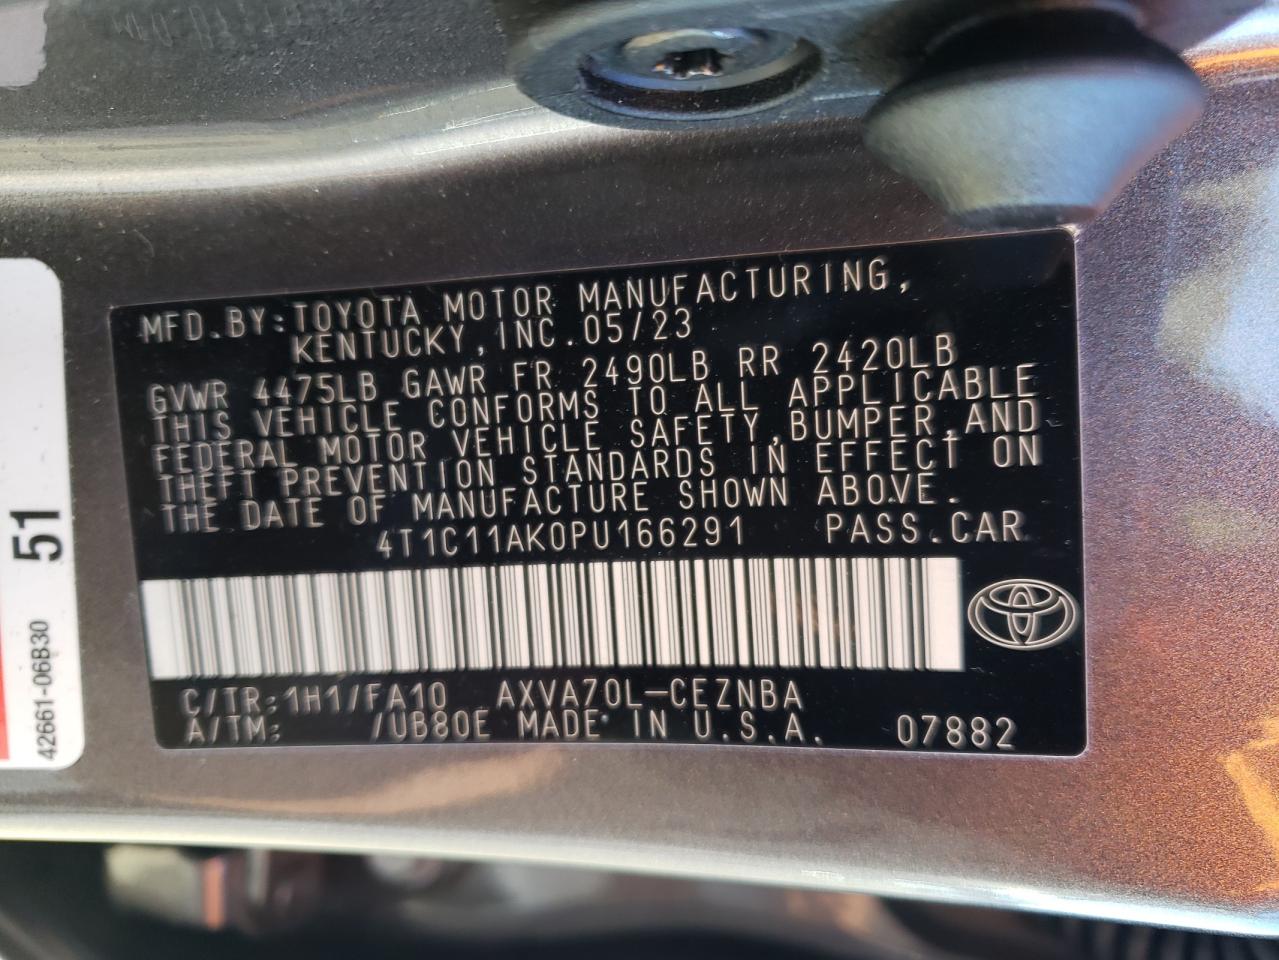 MFD.BY:TOYOTA MOTOR MANUFACTURING,
KENTUCKY,INC.05/23
GVWR 4475LB GAWR FR 2490LB RR 2420LB
THIS VEHICLE CONFORMS TO ALL APPLICABLE
FEDERAL MOTOR VEHICLE SAFETY,BUMPER,AND
THEFT PREVENTION STANDARDS IN EFFECT ON
THE DATE OF MANUFACTURE SHOWN ABOVE.
4T1C11AK0PU166291 PASS.CAR
C/TR:1H1/FA10 AXVA70L-CEZNBA
A/TM: /UB80E MADE IN U.S.A. 07882
51
42661-06B30